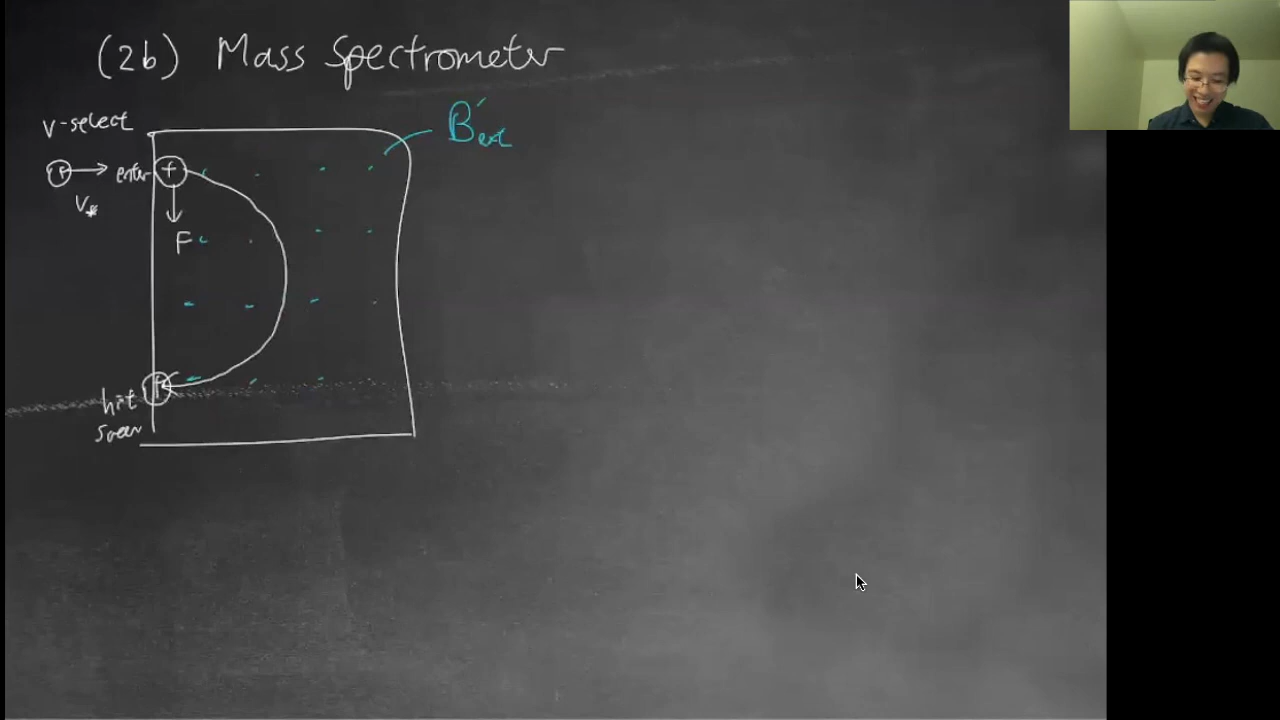 (2b) Mass Spectrometer
B'ext
v-select
+ → enter +
v*
F
+
hit
screen